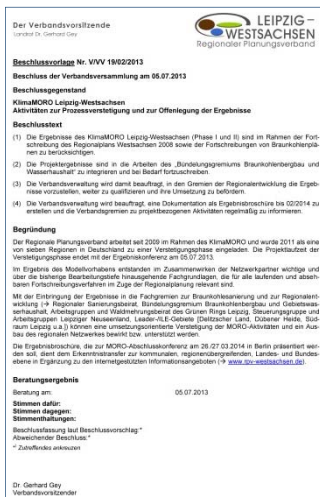 Der Verbandsvorsitzende
Landrat Dr. Gerhard Gey
LEIPZIG –
WESTSACHSEN
Regionaler Planungsverband
Beschlussvorlage Nr. V/VV 19/02/2013
Beschluss der Verbandsversammlung am 05.07.2013
Beschlussgegenstand
KlimaMORO Leipzig-Westsachsen
Aktivitäten zur Prozessverstetigung und zur Offenlegung der Ergebnisse
Beschlusstext
(1) Die Ergebnisse des KlimaMORO Leipzig-Westsachsen (Phase I und II) sind im Rahmen der Fort-
schreibung des Regionalplans Westsachsen 2008 sowie der Fortschreibungen von Braunkohlenplä-
nen zu berücksichtigen.
(2) Die Projektergebnisse sind in die Arbeiten des „Bündelungsgremiums Braunkohlenbergbau und
Wasserhaushalt“ zu integrieren und bei Bedarf fortzuschreiben.
(3) Die Verbandsverwaltung wird damit beauftragt, in den Gremien der Regionalentwicklung die Ergeb-
nisse vorzustellen, weiter zu qualifizieren und ihre Umsetzung zu befördern.
(4) Die Verbandsverwaltung wird beauftragt, eine Dokumentation als Ergebnisbroschüre bis 02/2014 zu
erstellen und die Verbandsgremien zu projektbezogenen Aktivitäten regelmäßig zu informieren.
Begründung
Der Regionale Planungsverband arbeitet seit 2009 im Rahmen des KlimaMORO und wurde 2011 als eine
von sieben Regionen in Deutschland zu einer Verstetigungsphase eingeladen. Die Projektlaufzeit der
Verstetigungsphase endet mit der Ergebniskonferenz am 05.07.2013.
Im Ergebnis des Modellvorhabens entstanden im Zusammenwirken der Netzwerkpartner wichtige und
über die bisherige Bearbeitungstiefe hinausgehende Fachgrundlagen, die für alle laufenden und abseh-
baren Fortschreibungsverfahren im Zuge der Regionalplanung relevant sind.
Mit der Einbringung der Ergebnisse in die Fachgremien zur Braunkohlesanierung und zur Regionalent-
wicklung (→ Regionaler Sanierungsbeirat, Bündelungsgremium Braunkohlenbergbau und Gebietswas-
serhaushalt, Arbeitsgruppen und Waldmehrungsbeirat des Grünen Rings Leipzig, Steuerungsgruppe und
Arbeitsgruppen Leipziger Neuseenland, Leader-/ILE-Gebiete [Delitzscher Land, Dübener Heide, Süd-
raum Leipzig u.a.]) können eine umsetzungsorientierte Verstetigung der MORO-Aktivitäten und ein Aus-
bau des regionalen Netzwerkes bewirkt bzw. unterstützt werden.
Die Ergebnisbroschüre, die zur MORO-Abschlusskonferenz am 26./27.03.2014 in Berlin präsentiert wer-
den soll, dient dem Erkenntnistransfer zur kommunalen, regionenübergreifenden, Landes- und Bundes-
ebene in Ergänzung zu den internetgestützten Informationsangeboten (→ www.rpv-westsachsen.de).
Beratungsergebnis
Beratung am: 05.07.2013
Stimmen dafür:
Stimmen dagegen:
Stimmenthaltungen:
Beschlussfassung laut Beschlussvorschlag:*
Abweichender Beschluss:*
* Zutreffendes ankreuzen
Dr. Gerhard Gey
Verbandsvorsitzender